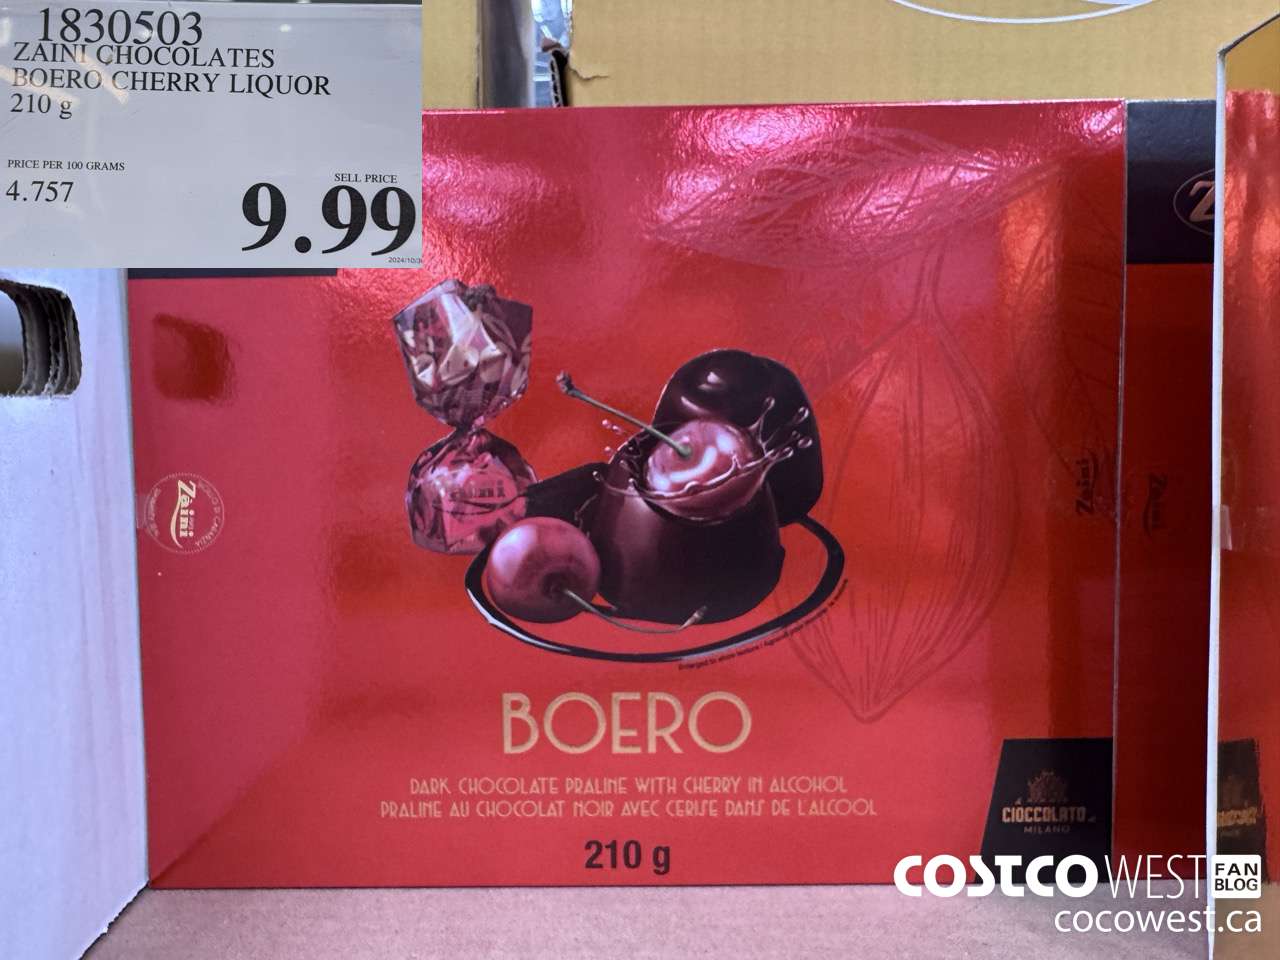 1830503
ZAINI CHOCOLATES
BOERO CHERRY LIQUOR
210 g
PRICE PER 100 GRAMS
4.757
SELL PRICE
9.99
Zàini
Zàini
Zaini
BOERO
DARK CHOCOLATE PRALINE WITH CHERRY IN ALCOHOL
PRALINE AU CHOCOLAT NOIR AVEC CERISE DANS DE L'ALCOOL
210 g
CIOCCOLATO
MILANO
COSTCO WEST FAN BLOG
cocowest.ca